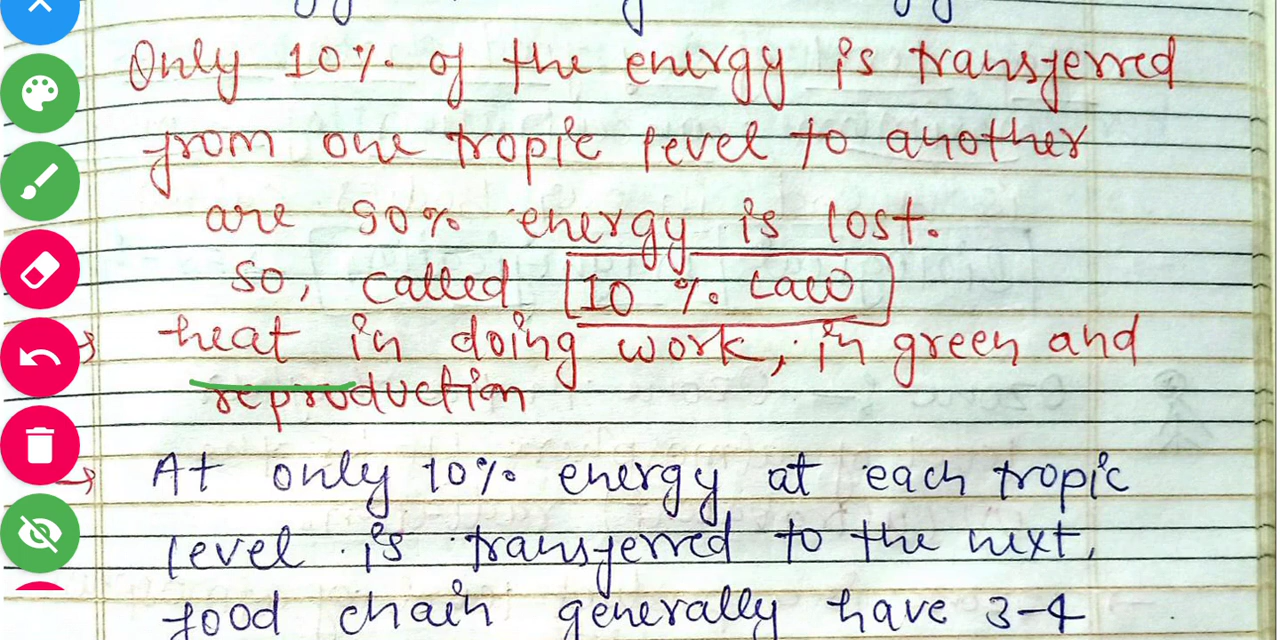 Only 10% of the energy is transferred
from one tropic level to another
are 90% energy is lost.
So, called 10 % Law
→ heat in doing work, in green and
reproduction
→ At only 10% energy at each tropic
level is transferred to the next,
food chain generally have 3-4